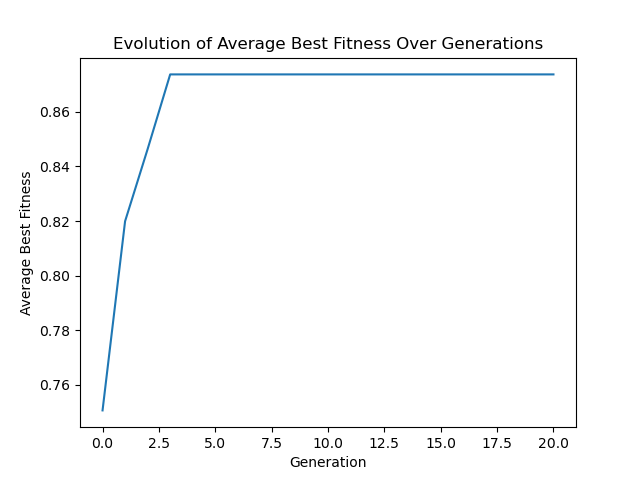 Evolution of Average Best Fitness Over Generations
Average Best Fitness
0.86
0.84
0.82
0.80
0.78
0.76
0.0 2.5 5.0 7.5 10.0 12.5 15.0 17.5 20.0
Generation